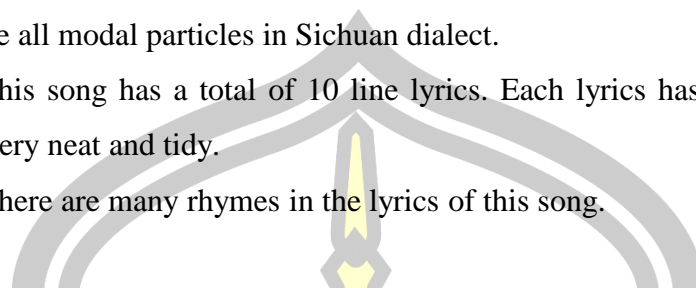 e all modal particles in Sichuan dialect.
his song has a total of 10 line lyrics. Each lyrics has
ery neat and tidy.
here are many rhymes in the lyrics of this song.